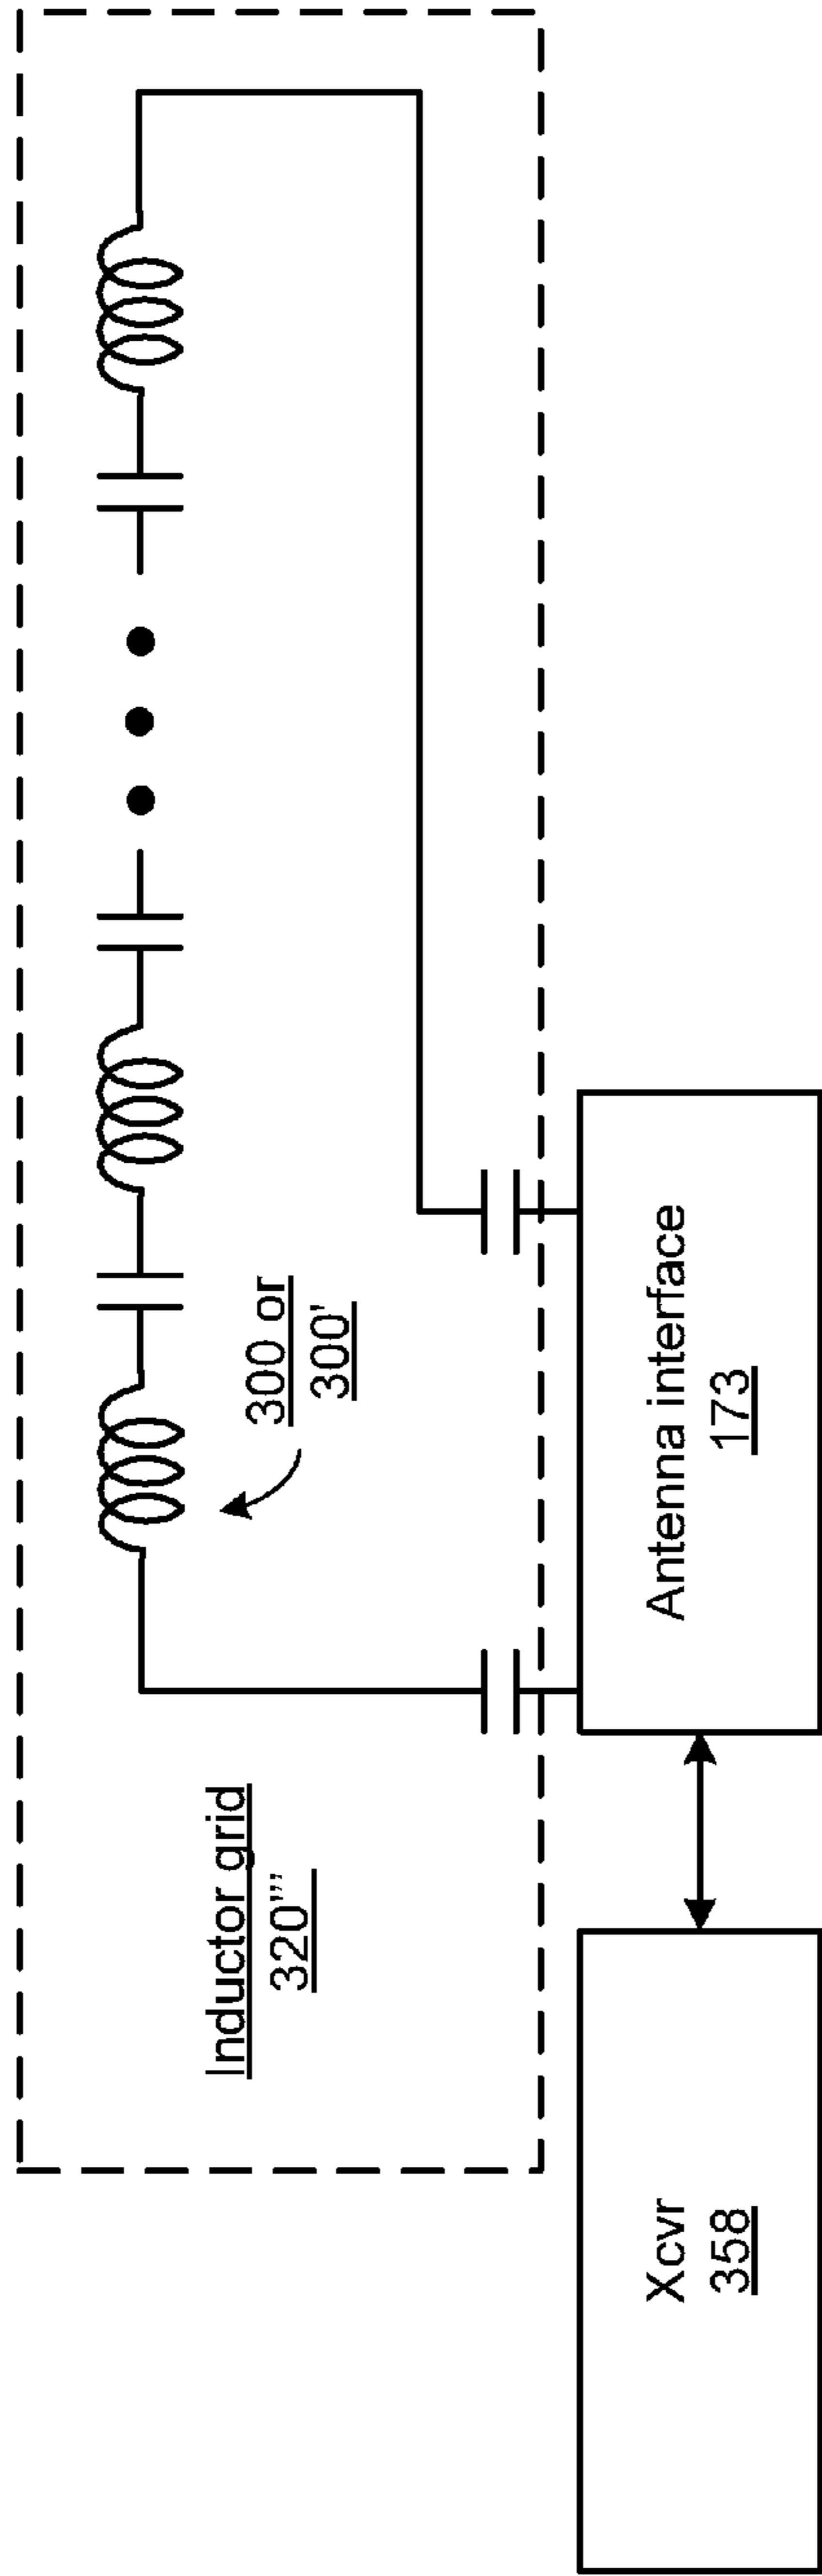 Inductor grid
320'''
300 or
300'
Xcvr
358
Antenna interface
173